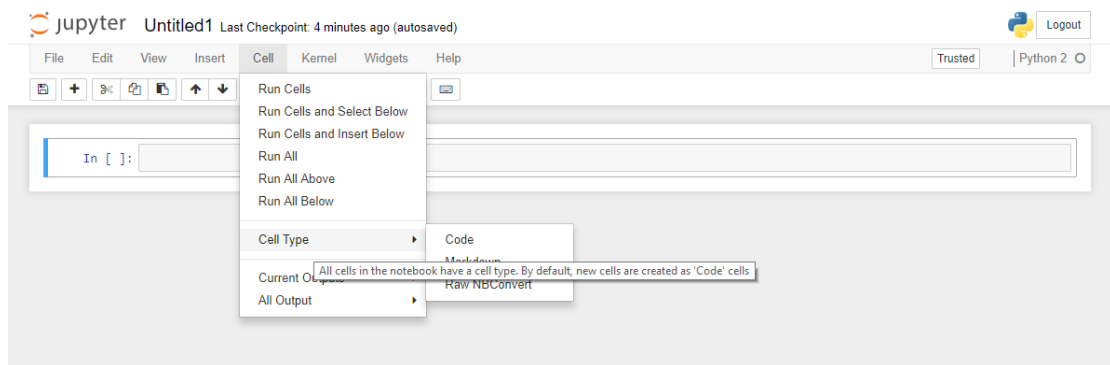 jupyter Untitled1 Last Checkpoint: 4 minutes ago (autosaved) Logout
File Edit View Insert Cell Kernel Widgets Help Trusted Python 2
Run Cells
Run Cells and Select Below
Run Cells and Insert Below
In [ ]:
Run All
Run All Above
Run All Below
Cell Type
Code
Markdown
All cells in the notebook have a cell type. By default, new cells are created as 'Code' cells
Current Outputs
Raw NBConvert
All Output